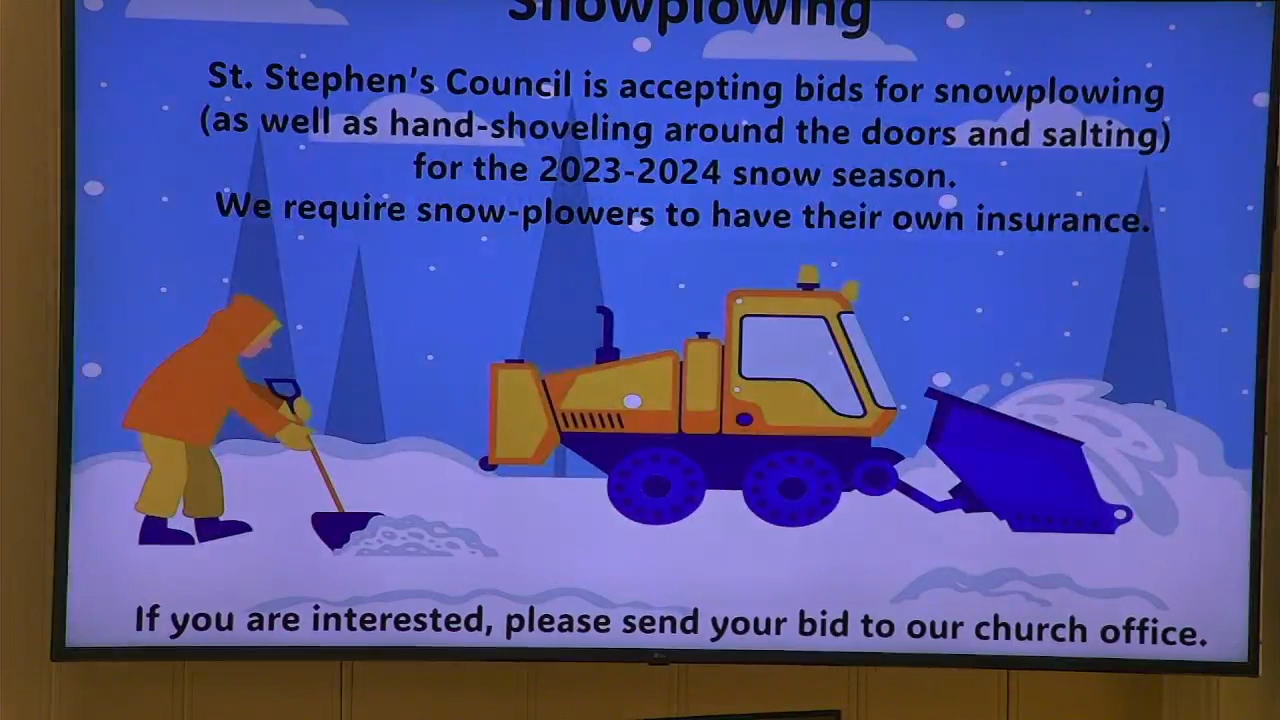 Snowplowing
St. Stephen's Council is accepting bids for snowplowing
(as well as hand-shoveling around the doors and salting)
for the 2023-2024 snow season.
We require snow-plowers to have their own insurance.
If you are interested, please send your bid to our church office.